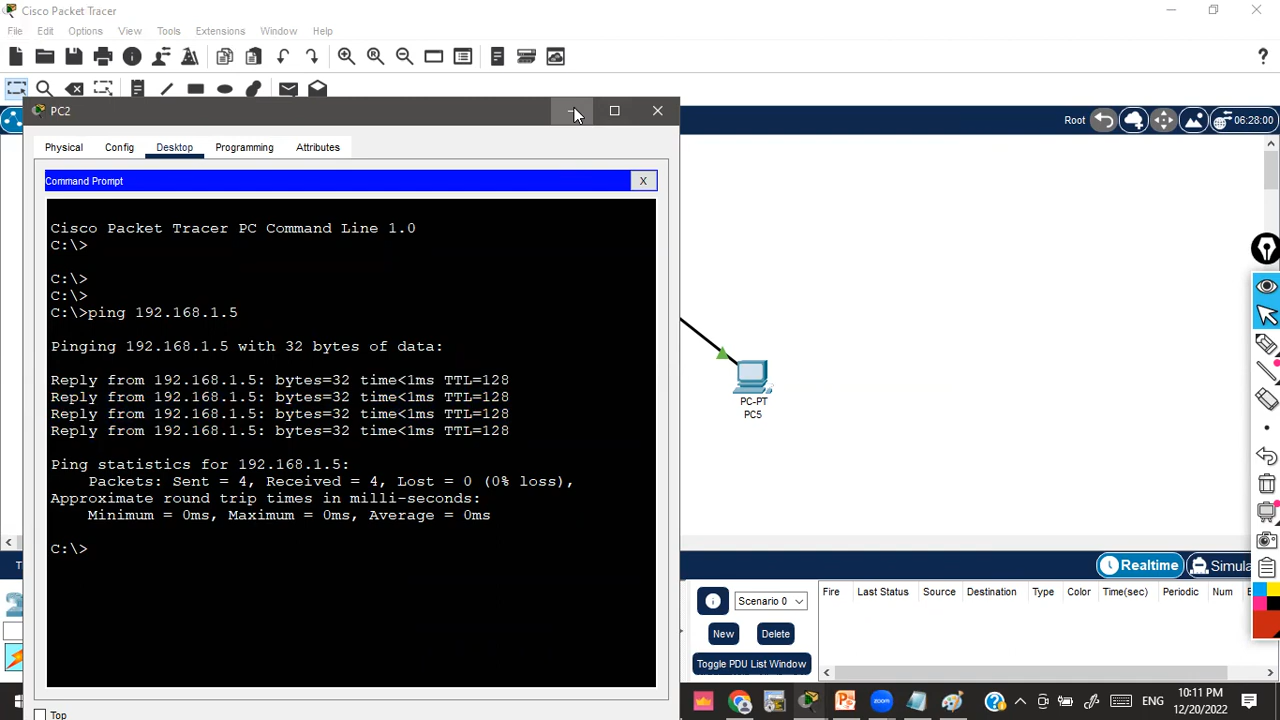 Cisco Packet Tracer
File Edit Options View Tools Extensions Window Help
PC2
Root
06:28:00
Physical Config Desktop Programming Attributes
Command Prompt
X
Cisco Packet Tracer PC Command Line 1.0
C:\>
C:\>
C:\>
C:\>ping 192.168.1.5
Pinging 192.168.1.5 with 32 bytes of data:
Reply from 192.168.1.5: bytes=32 time<1ms TTL=128
Reply from 192.168.1.5: bytes=32 time<1ms TTL=128
Reply from 192.168.1.5: bytes=32 time<1ms TTL=128
Reply from 192.168.1.5: bytes=32 time<1ms TTL=128
Ping statistics for 192.168.1.5:
Packets: Sent = 4, Received = 4, Lost = 0 (0% loss),
Approximate round trip times in milli-seconds:
Minimum = 0ms, Maximum = 0ms, Average = 0ms
C:\>
Top
PC-PT
PC5
Realtime
Simula
Scenario 0
New Delete
Toggle PDU List Window
Fire Last Status Source Destination Type Color Time(sec) Periodic Num
zoom
ENG
10:11 PM
12/20/2022